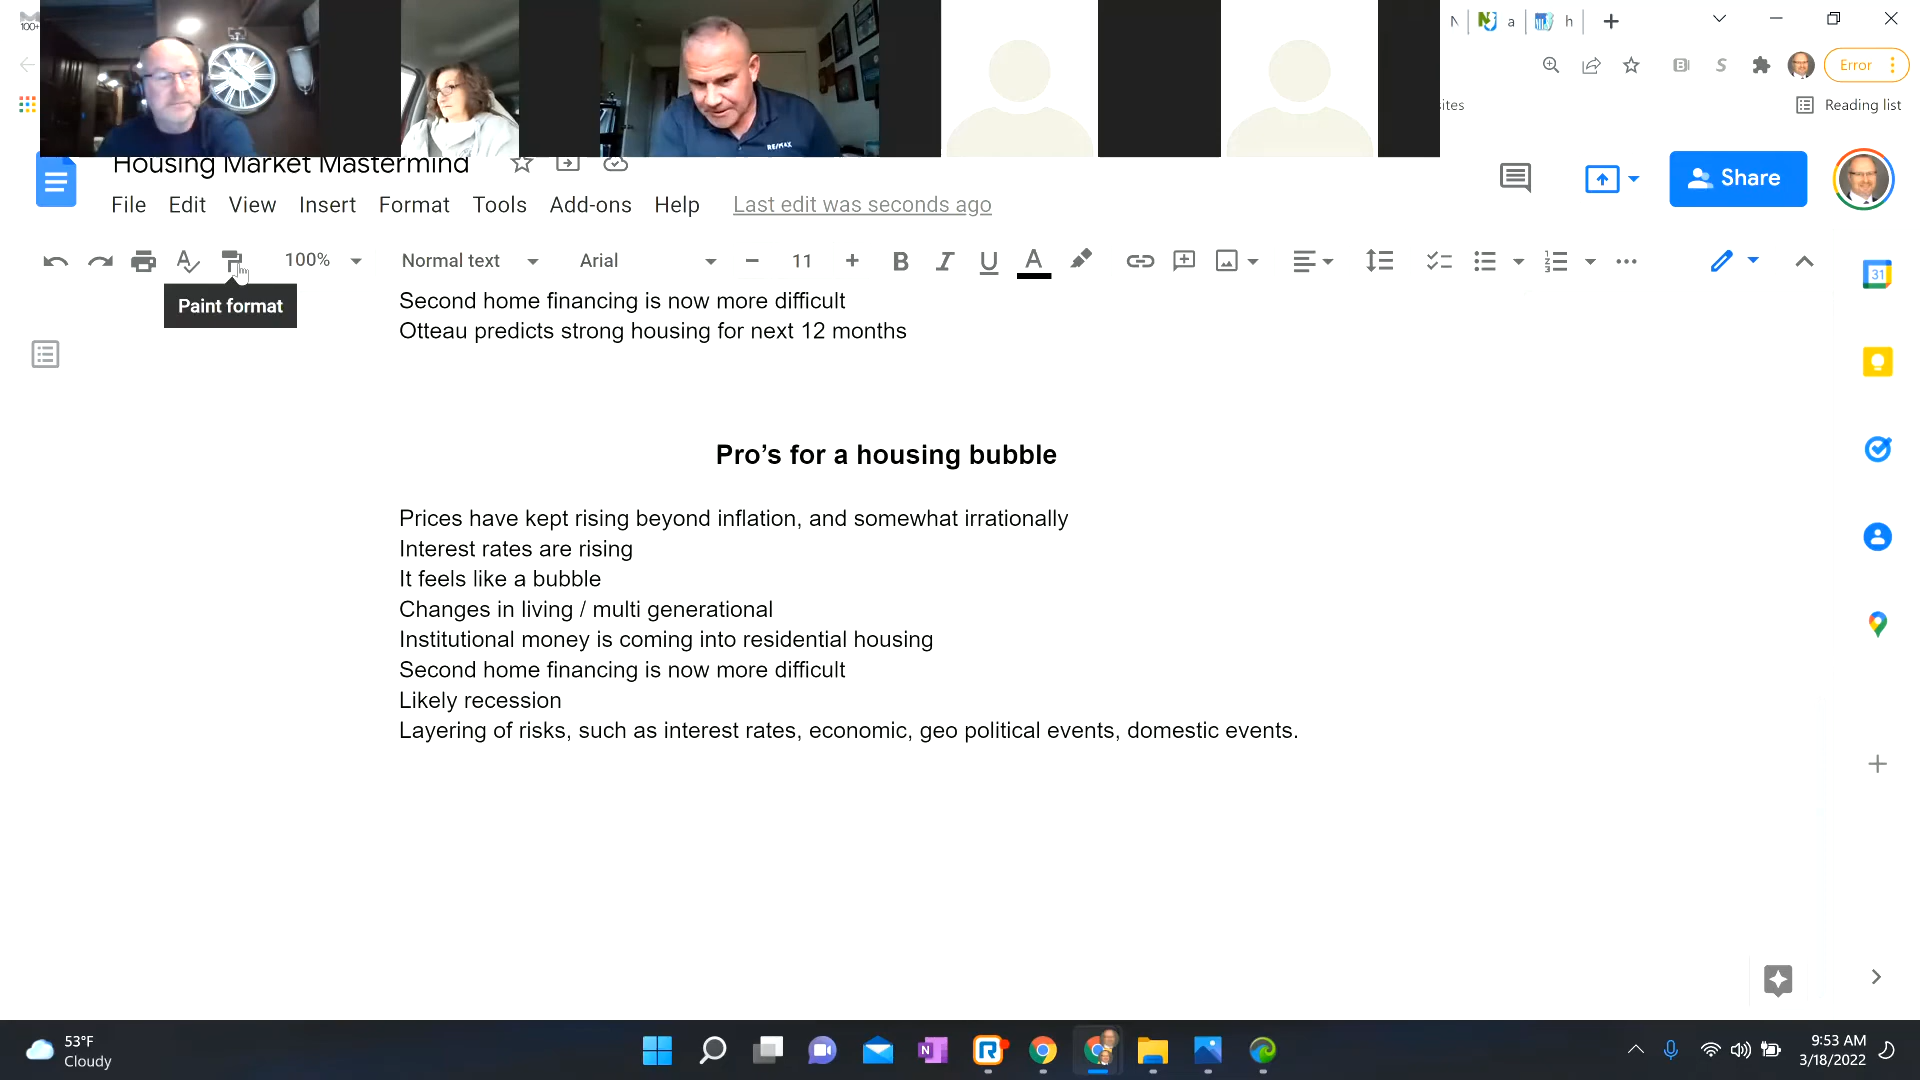 100+
N
a
h
Error
sites
Reading list
RE/MAX
Housing Market Mastermind
Share
File Edit View Insert Format Tools Add-ons Help Last edit was seconds ago
100% Normal text Arial 11
Paint format
31
Second home financing is now more difficult
Otteau predicts strong housing for next 12 months
Pro’s for a housing bubble
Prices have kept rising beyond inflation, and somewhat irrationally
Interest rates are rising
It feels like a bubble
Changes in living / multi generational
Institutional money is coming into residential housing
Second home financing is now more difficult
Likely recession
Layering of risks, such as interest rates, economic, geo political events, domestic events.
53°F
Cloudy
9:53 AM
3/18/2022